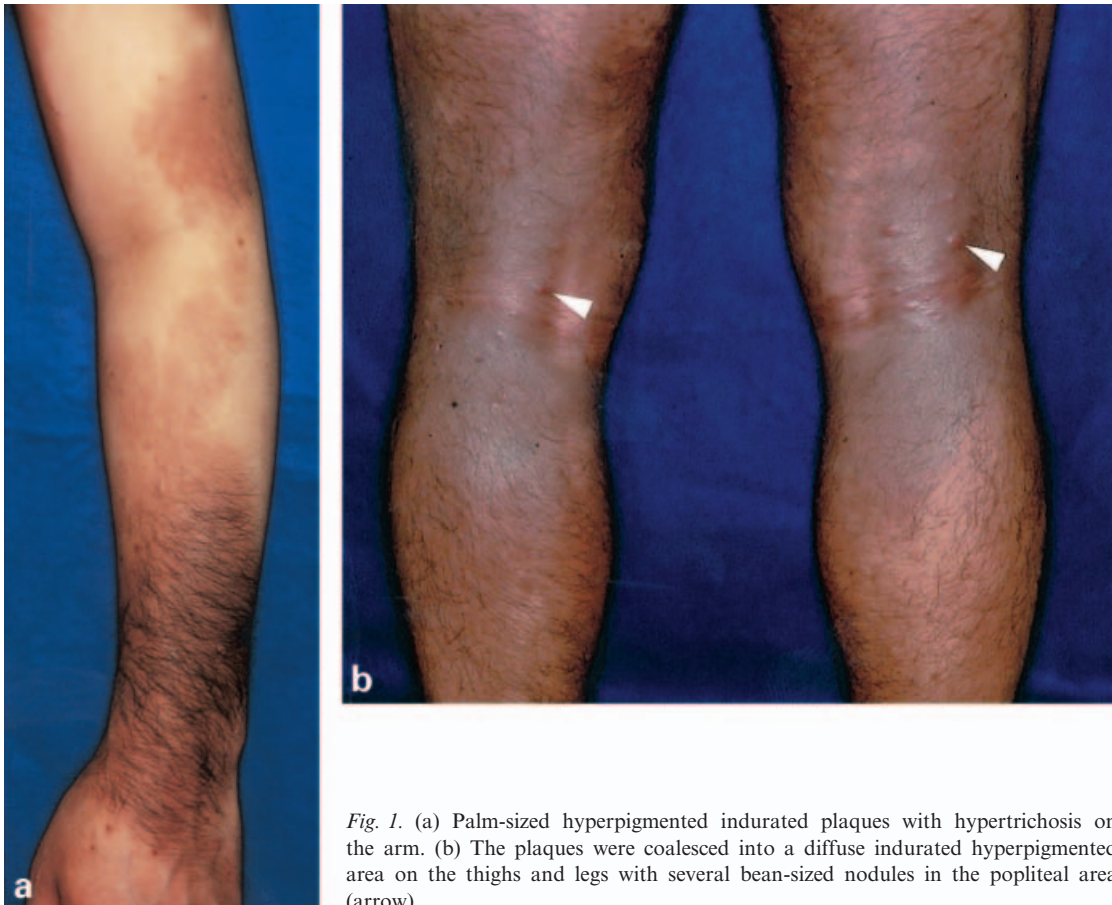 a
b
Fig. 1. (a) Palm-sized hyperpigmented indurated plaques with hypertrichosis on
the arm. (b) The plaques were coalesced into a diffuse indurated hyperpigmented
area on the thighs and legs with several bean-sized nodules in the popliteal area
(arrow)